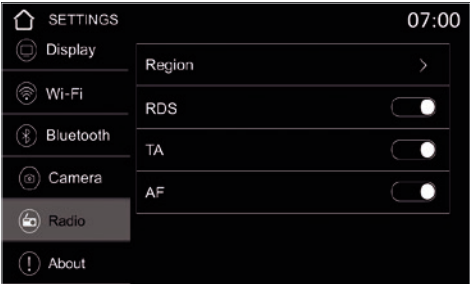 SETTINGS
07:00
Display
Wi-Fi
Bluetooth
Camera
Radio
About
Region
RDS
TA
AF